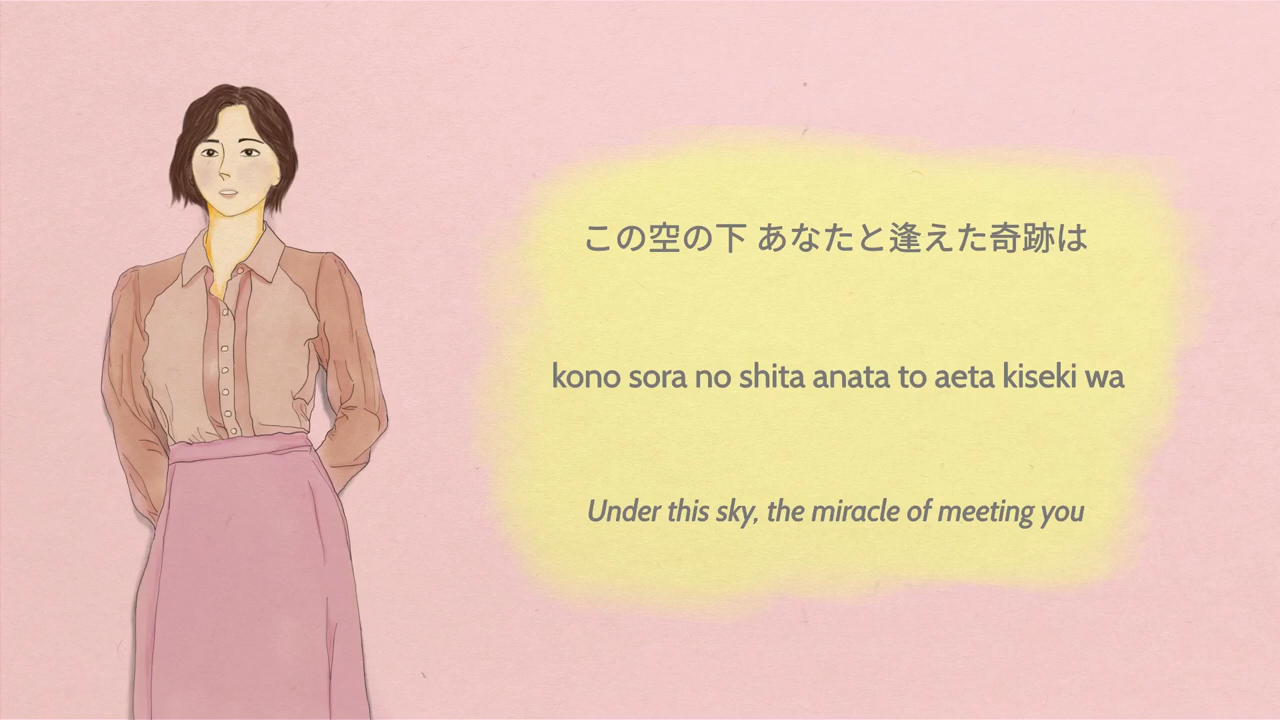 この空の下 あなたと逢えた奇跡は
kono sora no shita anata to aeta kiseki wa
Under this sky, the miracle of meeting you